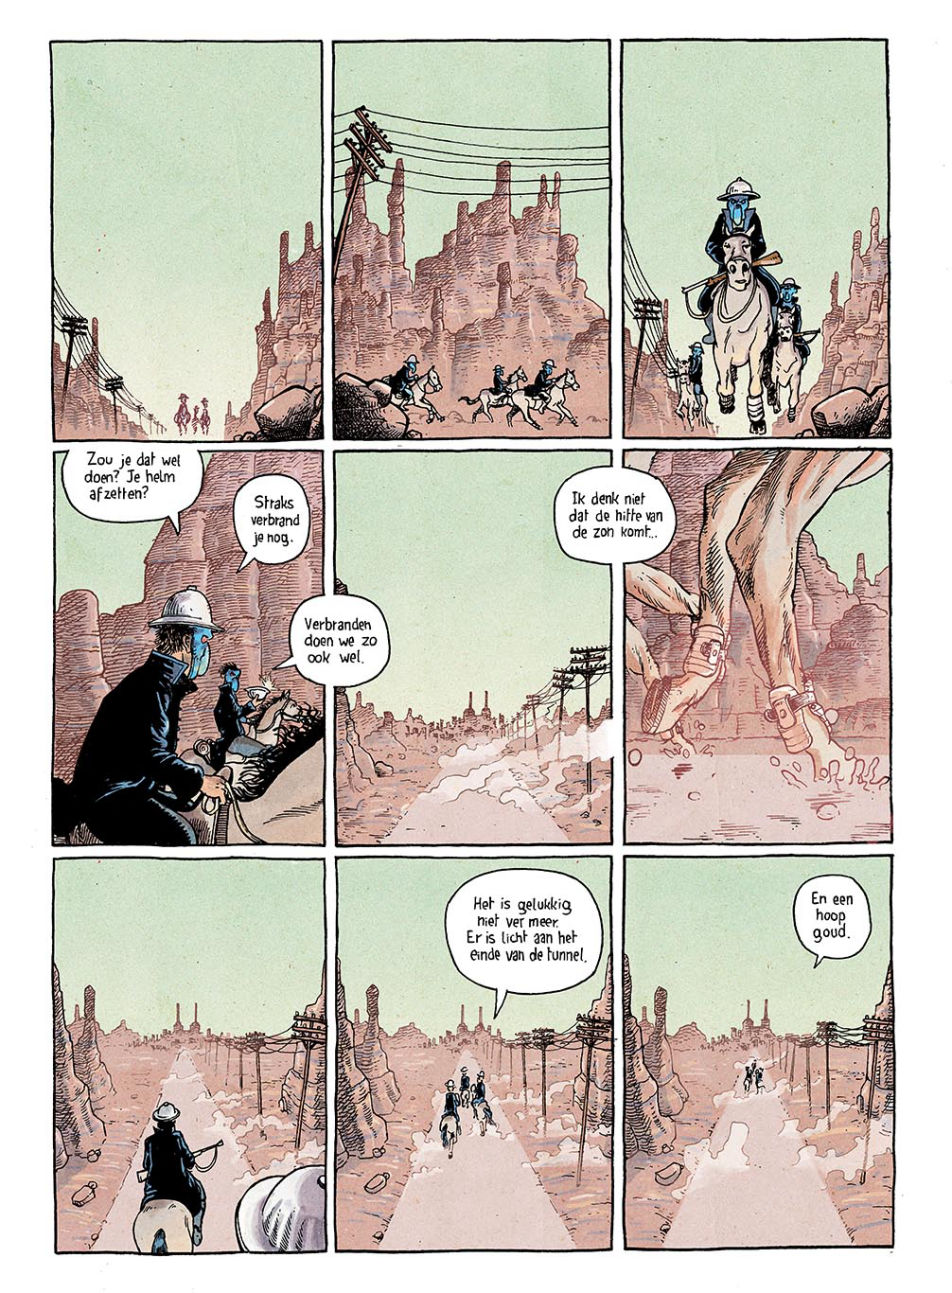 Zou je dat wel
doen? Je helm
afzetten?
Straks
verbrand
je nog.
Verbranden
doen we zo
ook wel.
Ik denk niet
dat de hitte van
de zon komt...
Het is gelukkig
niet ver meer.
Er is licht aan het
einde van de tunnel.
En een
hoop
goud.